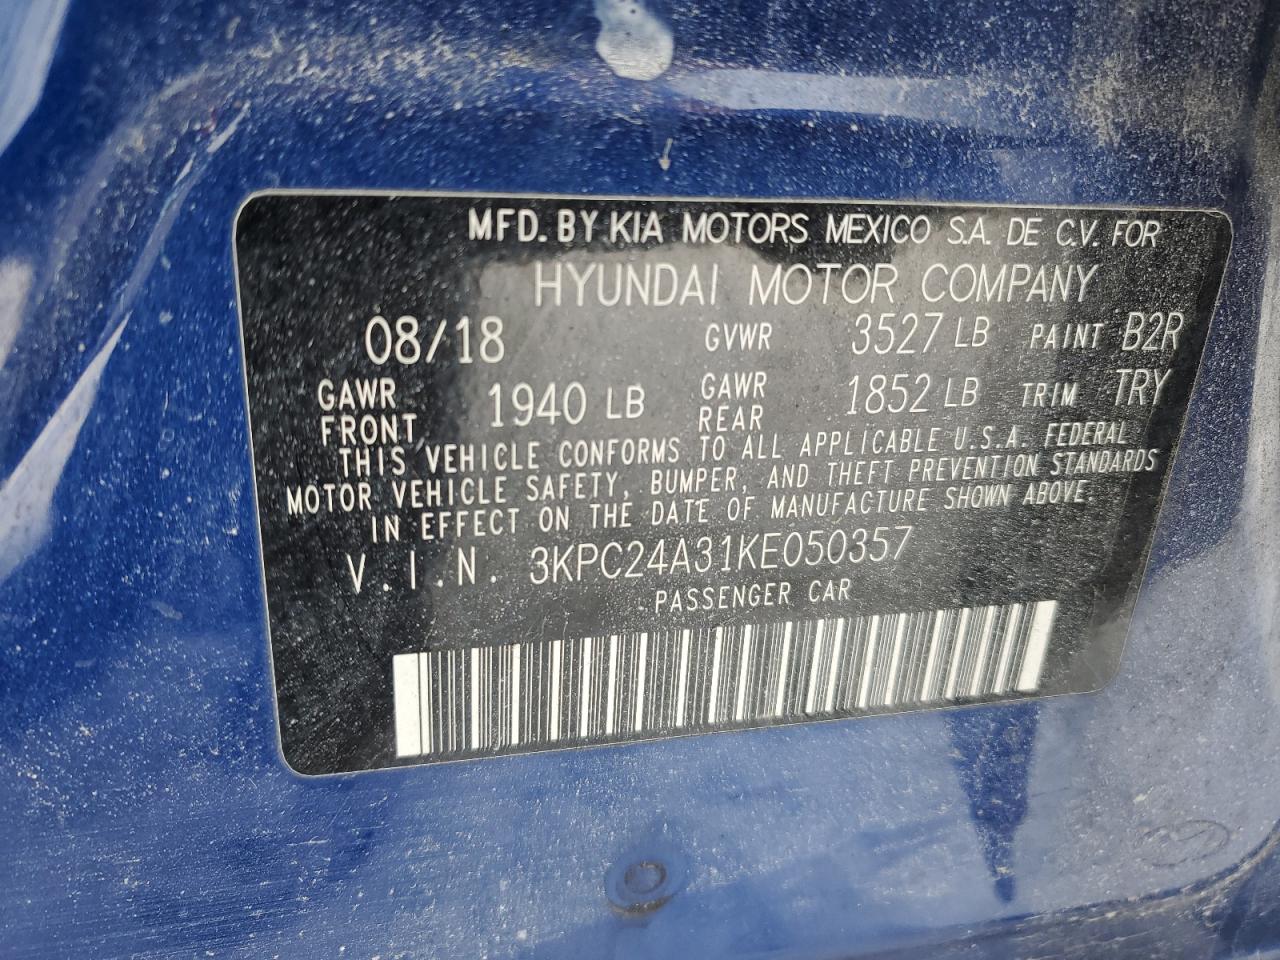 MFD. BY KIA MOTORS MEXICO S.A. DE C.V. FOR
HYUNDAI MOTOR COMPANY
08/18 GVWR 3527 LB PAINT B2R
GAWR FRONT 1940 LB GAWR REAR 1852 LB TRIM TRY
THIS VEHICLE CONFORMS TO ALL APPLICABLE U.S.A. FEDERAL
MOTOR VEHICLE SAFETY, BUMPER, AND THEFT PREVENTION STANDARDS
IN EFFECT ON THE DATE OF MANUFACTURE SHOWN ABOVE.
V.I.N. 3KPC24A31KE050357
PASSENGER CAR